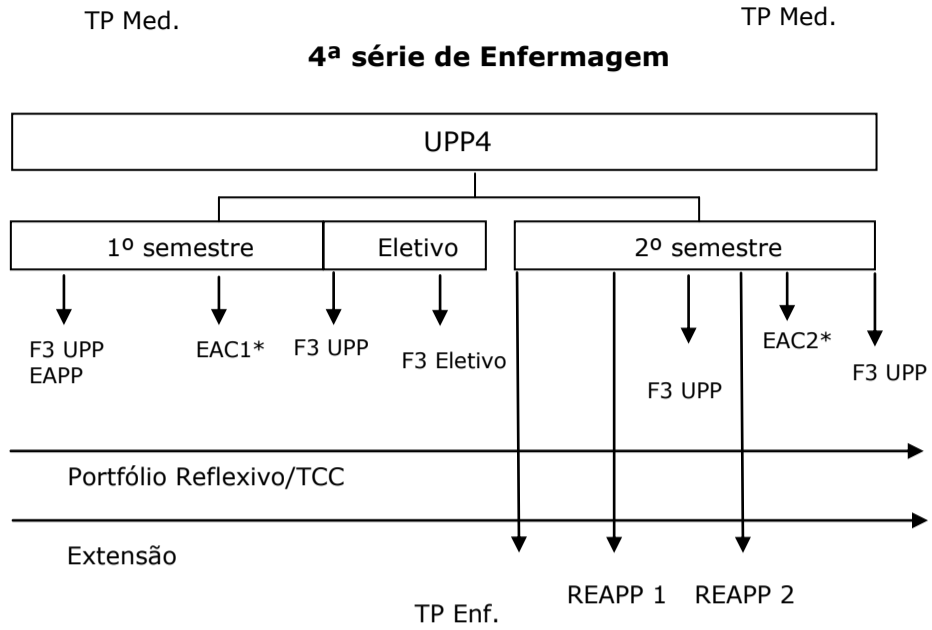 TP Med.
TP Med.
4ª série de Enfermagem
UPP4
1º semestre
Eletivo
2º semestre
F3 UPP
EAPP
EAC1*
F3 UPP
F3 Eletivo
F3 UPP
EAC2*
F3 UPP
Portfólio Reflexivo/TCC
Extensão
TP Enf.
REAPP 1
REAPP 2